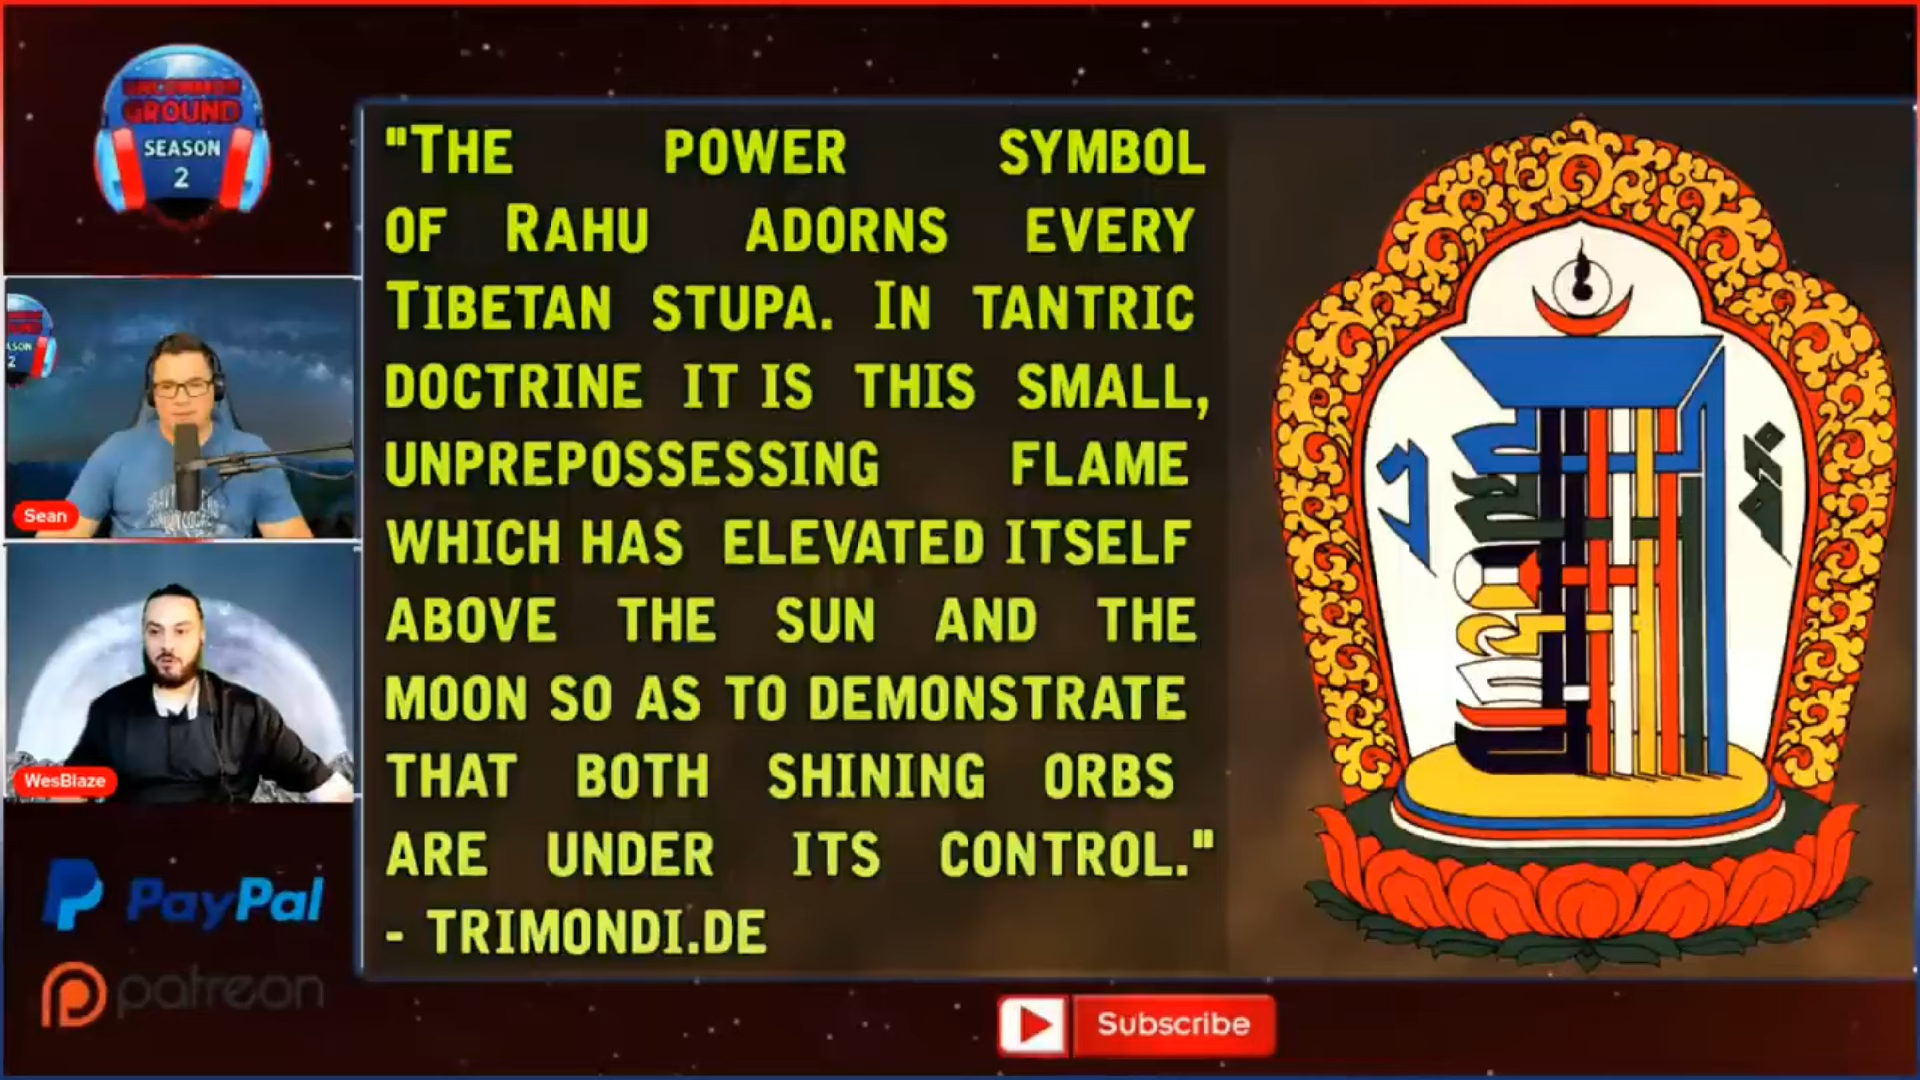 UNCOMMON
GROUND
SEASON
2
Sean
WesBlaze
PayPal
patreon
"THE POWER SYMBOL
OF RAHU ADORNS EVERY
TIBETAN STUPA. IN TANTRIC
DOCTRINE IT IS THIS SMALL,
UNPREPOSSESSING FLAME
WHICH HAS ELEVATED ITSELF
ABOVE THE SUN AND THE
MOON SO AS TO DEMONSTRATE
THAT BOTH SHINING ORBS
ARE UNDER ITS CONTROL."
- TRIMONDI.DE
Subscribe